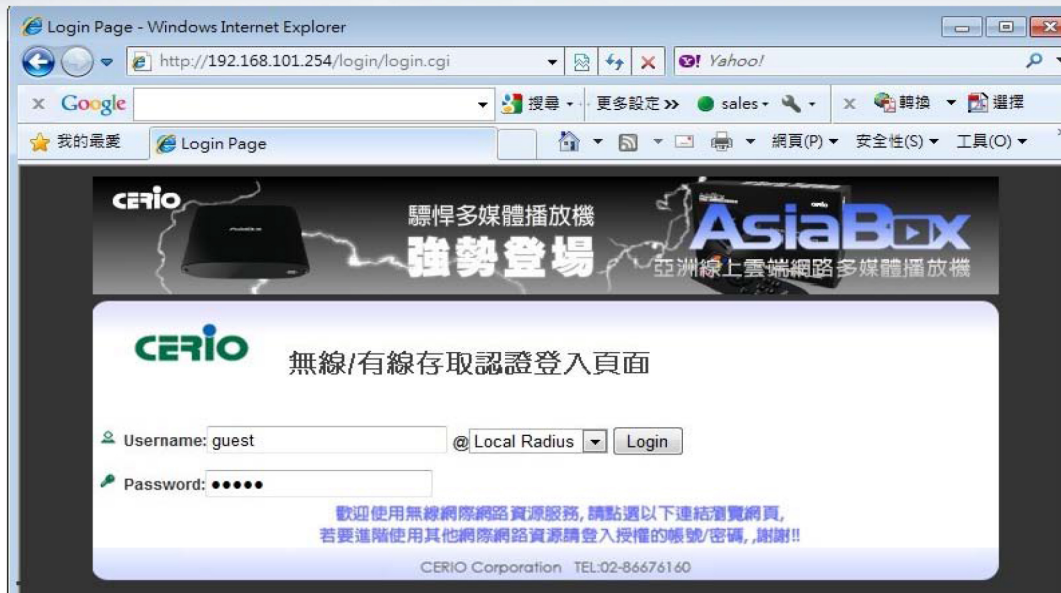 Login Page - Windows Internet Explorer
http://192.168.101.254/login/login.cgi
Yahoo!
Google 搜尋 更多設定 >> sales 轉換 選擇
我的最愛 Login Page 網頁(P) 安全性(S) 工具(O)
CERIO
驃悍多媒體播放機
強勢登場
AsiaBox
亞洲線上雲端網路多媒體播放機
CERIO
無線/有線存取認證登入頁面
Username: guest @ Local Radius Login
Password: •••••
歡迎使用無線網際網路資源服務, 請點選以下連結瀏覽網頁,
若要進階使用其他網際網路資源請登入授權的帳號/密碼, ,謝謝!!
CERIO Corporation TEL:02-86676160